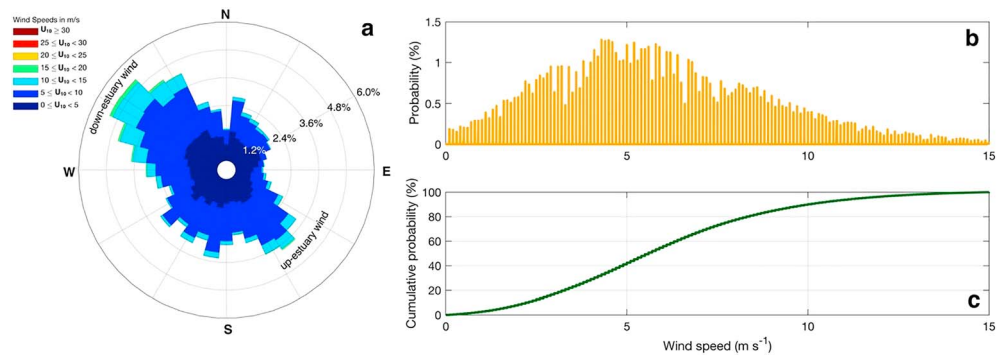 Wind Speeds in m/s
U₁₀ ≥ 30
25 ≤ U₁₀ < 30
20 ≤ U₁₀ < 25
15 ≤ U₁₀ < 20
10 ≤ U₁₀ < 15
5 ≤ U₁₀ < 10
0 ≤ U₁₀ < 5
N
a
6.0%
4.8%
3.6%
2.4%
1.2%
down-estuary wind
W
E
up-estuary wind
S
Probability (%)
1.5
1
0.5
0
b
0 5 10 15
Cumulative probability (%)
100
80
60
40
20
0
c
0 5 10 15
Wind speed (m s⁻¹)